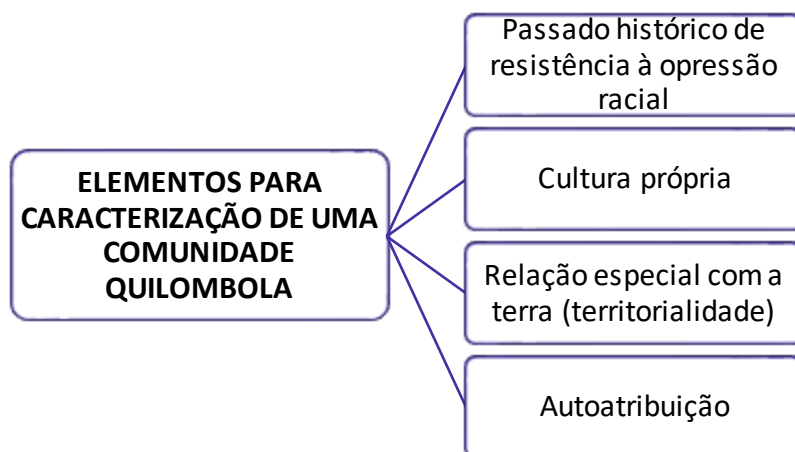 ELEMENTOS PARA
CARACTERIZAÇÃO DE UMA
COMUNIDADE
QUILOMBOLA
Passado histórico de
resistência à opressão
racial
Cultura própria
Relação especial com a
terra (territorialidade)
Autoatribuição